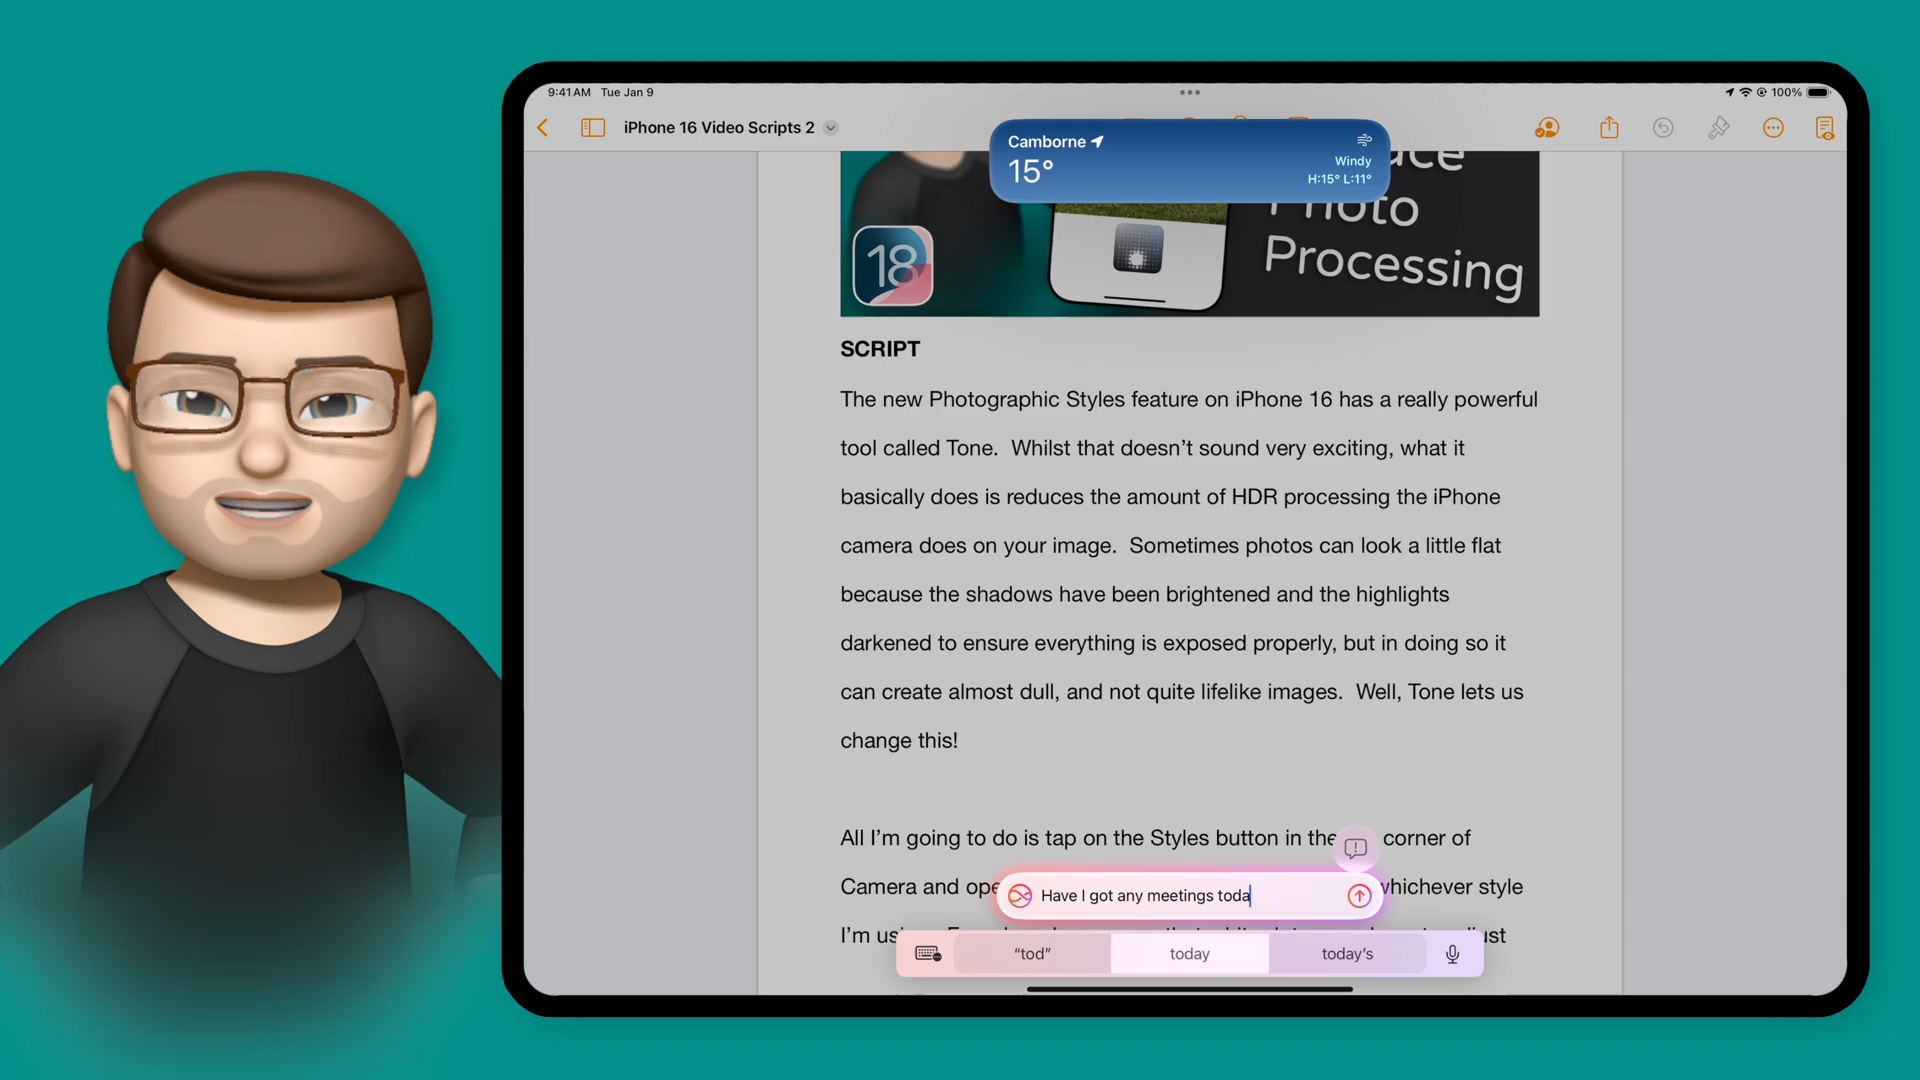 9:41 AM Tue Jan 9
100%
iPhone 16 Video Scripts 2
Camborne
15°
Windy
H:15° L:11°
Photo
Processing
18
SCRIPT
The new Photographic Styles feature on iPhone 16 has a really powerful
tool called Tone.  Whilst that doesn’t sound very exciting, what it
basically does is reduces the amount of HDR processing the iPhone
camera does on your image.  Sometimes photos can look a little flat
because the shadows have been brightened and the highlights
darkened to ensure everything is exposed properly, but in doing so it
can create almost dull, and not quite lifelike images.  Well, Tone lets us
change this!
All I’m going to do is tap on the Styles button in the corner of
Camera and whichever style
I’m
Have I got any meetings toda
“tod”
today
today’s